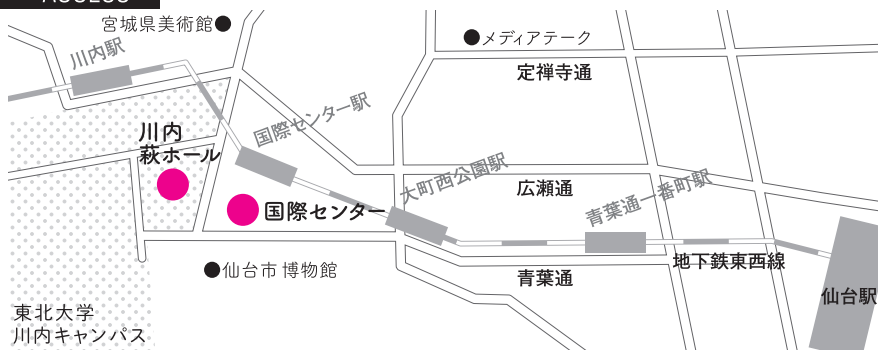 ACCESS
宮城県美術館
メディアテーク
川内駅
定禅寺通
国際センター駅
川内
萩ホール
大町西公園駅
広瀬通
青葉通一番町駅
国際センター
地下鉄東西線
仙台市 博物館
青葉通
仙台駅
東北大学
川内キャンパス